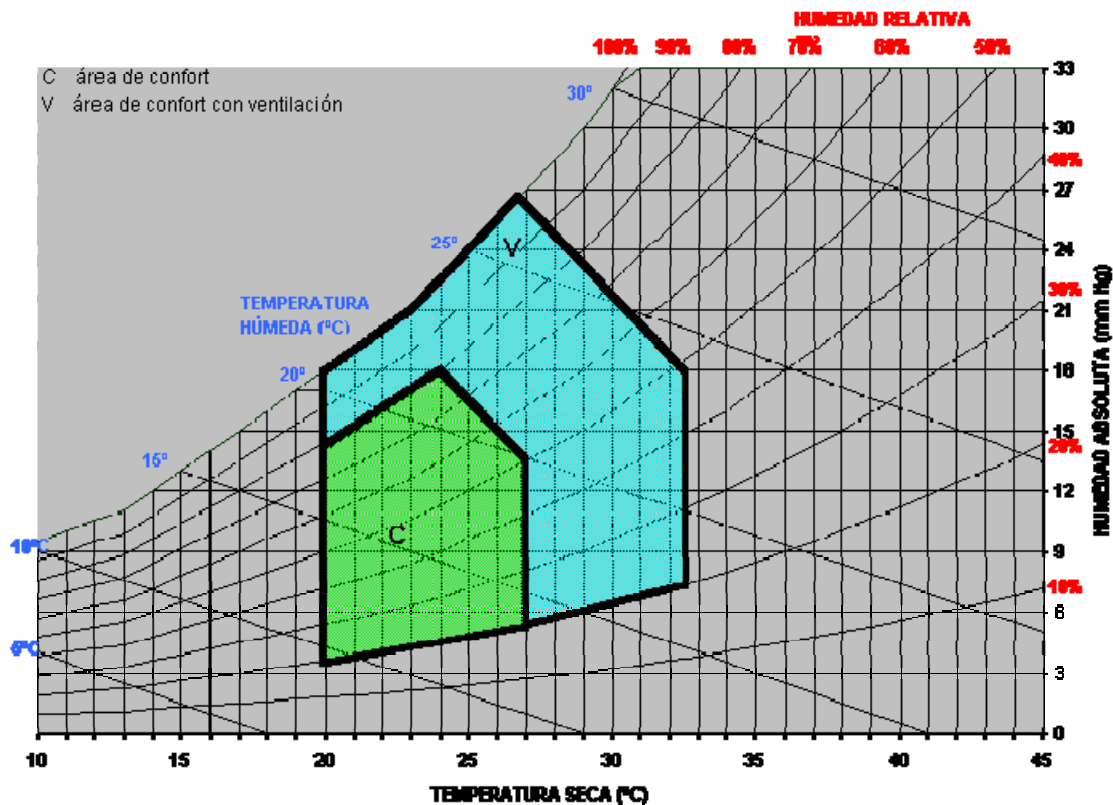 HUMEDAD RELATIVA
100% 90% 80% 70% 60% 50%
C área de confort
V área de confort con ventilación
33
30º
30
40%
27
V
25º
24
30%
TEMPERATURA
HÚMEDA (ºC)
21
20º
18
15
20%
15º
12
C
10ºC
9
10%
6
5ºC
3
0
HUMEDAD ABSOLUTA (mm Hg)
10 15 20 25 30 35 40 45
TEMPERATURA SECA (ºC)